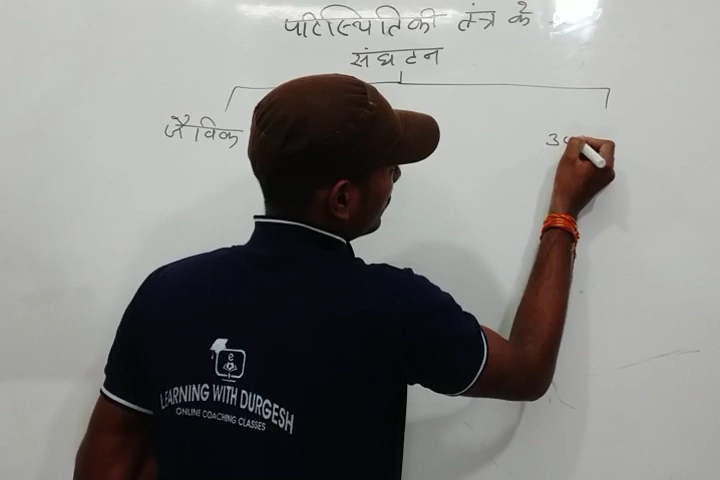 पारिस्थितिकी तंत्र के
संघटन
जैविक
e
LEARNING WITH DURGESH
ONLINE COACHING CLASSES